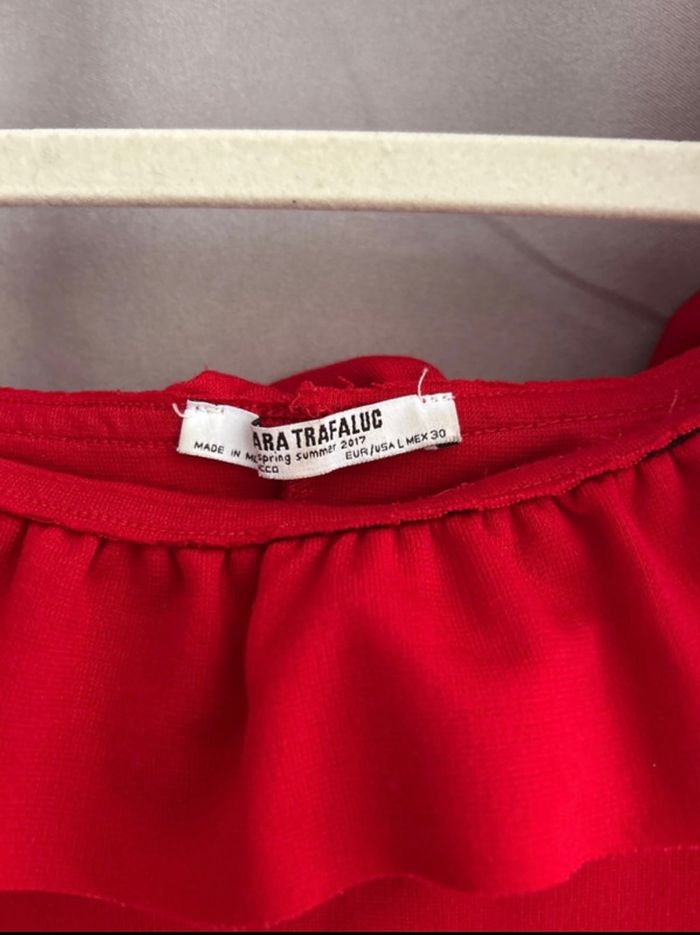 ARA TRAFALUC
spring summer 2017
MADE IN M
CCO
EUR/USA L MEX 30